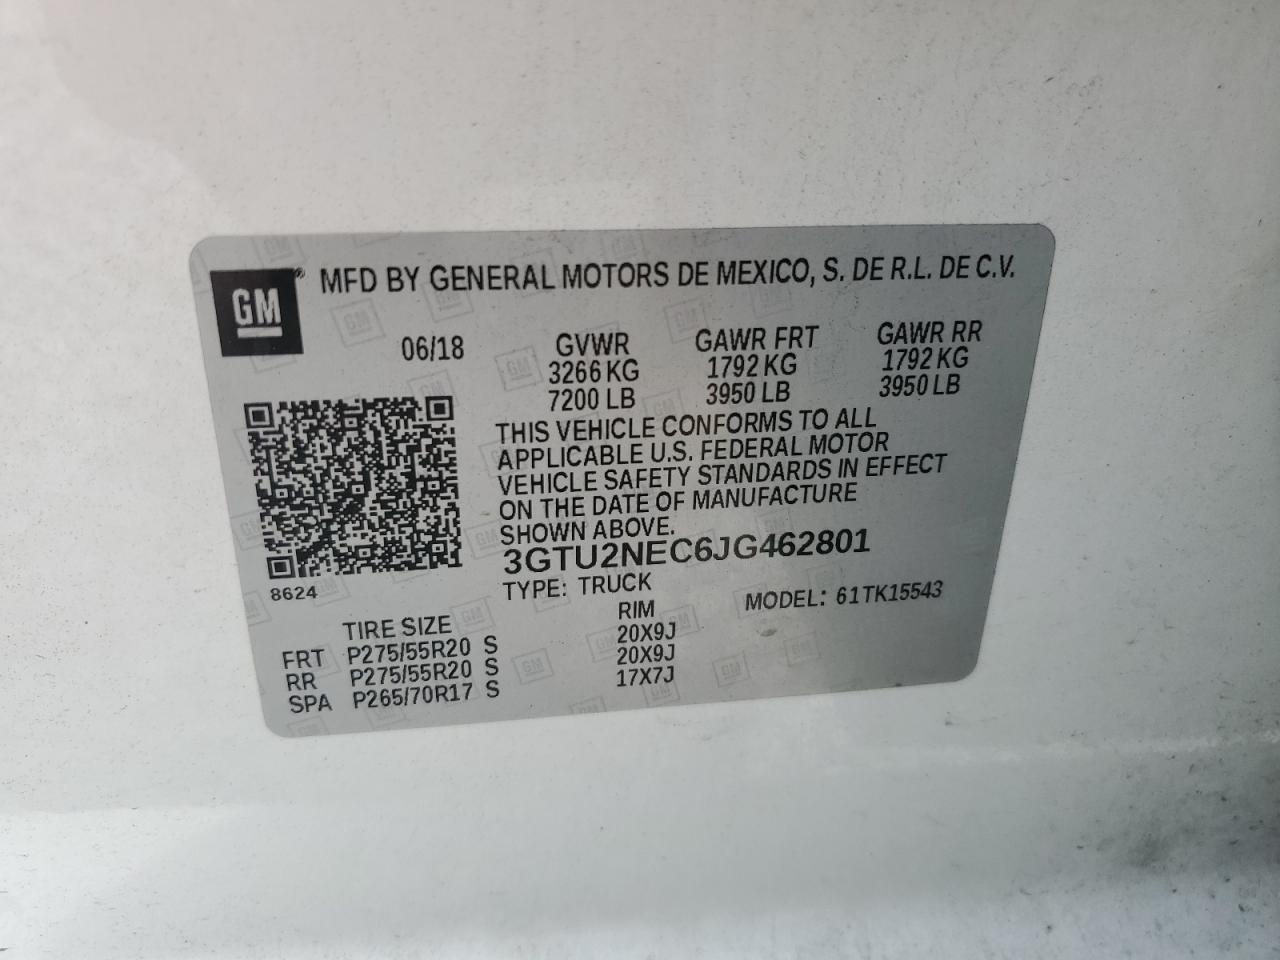 GM
MFD BY GENERAL MOTORS DE MEXICO, S. DE R.L. DE C.V.
06/18 GVWR GAWR FRT GAWR RR
3266 KG 1792 KG 1792 KG
7200 LB 3950 LB 3950 LB
THIS VEHICLE CONFORMS TO ALL
APPLICABLE U.S. FEDERAL MOTOR
VEHICLE SAFETY STANDARDS IN EFFECT
ON THE DATE OF MANUFACTURE
SHOWN ABOVE.
3GTU2NEC6JG462801
8624
TYPE: TRUCK MODEL: 61TK15543
TIRE SIZE RIM
FRT P275/55R20 S 20X9J
RR P275/55R20 S 20X9J
SPA P265/70R17 S 17X7J